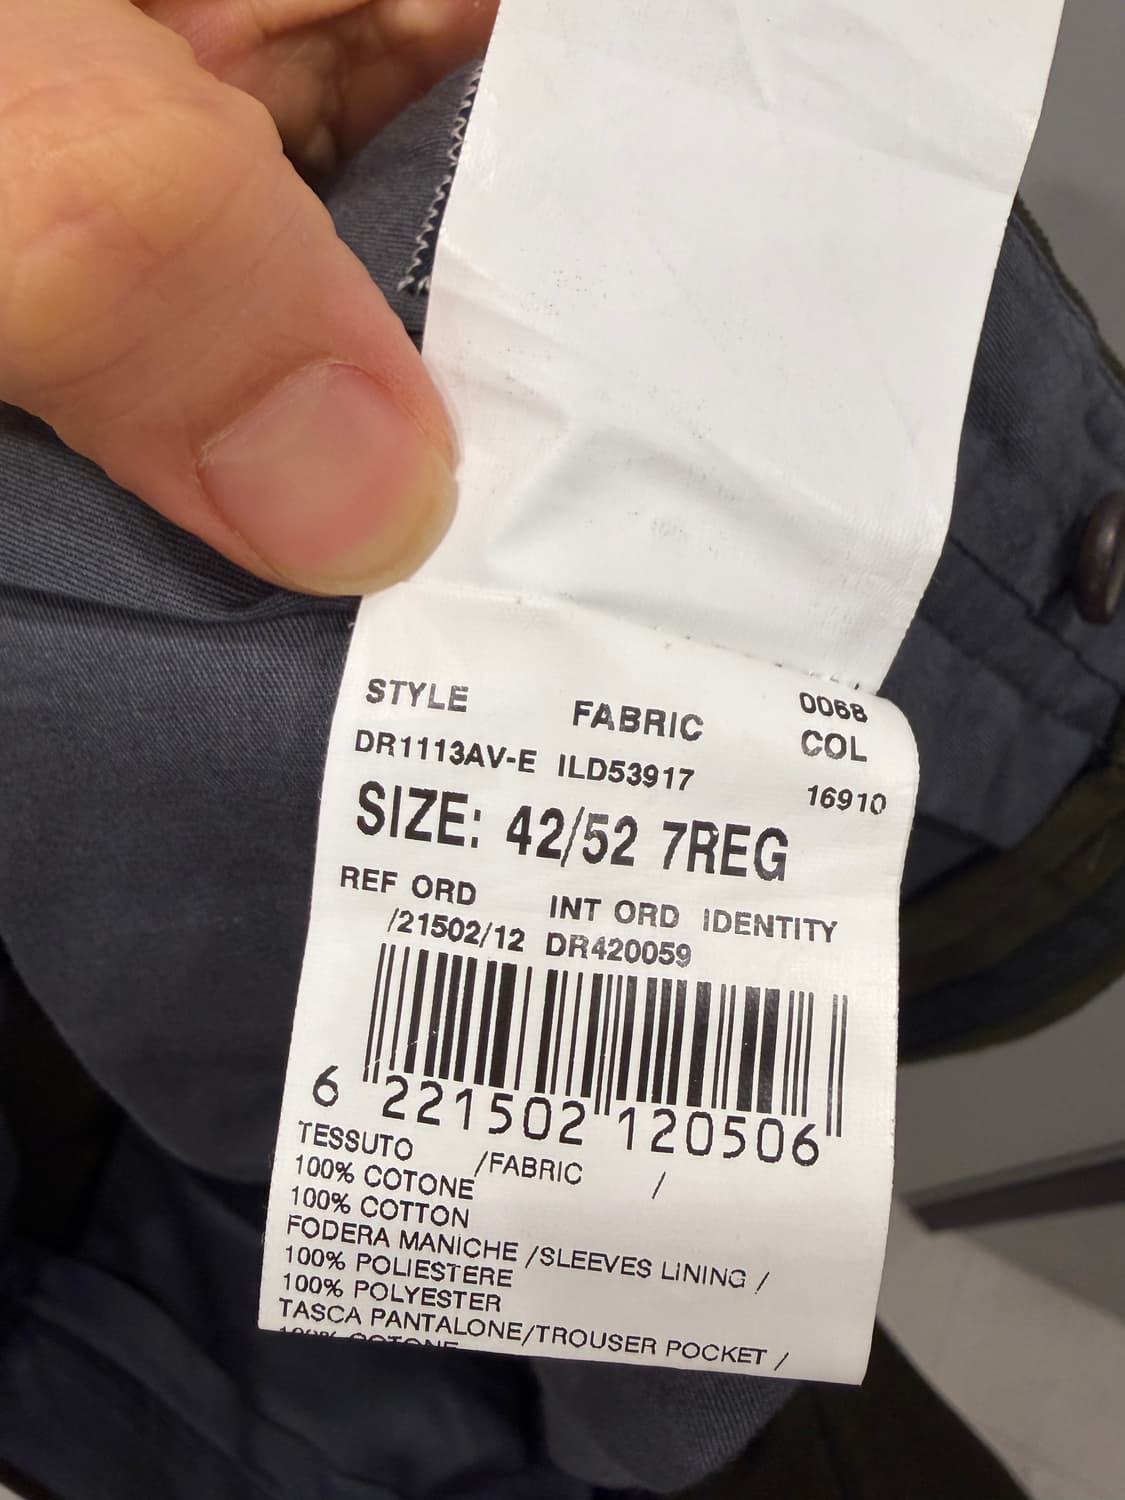 STYLE FABRIC 0068
COL
DR1113AV-E ILD53917 16910
SIZE: 42/52 7REG
REF ORD INT ORD IDENTITY
/21502/12 DR420059
6 221502 120506
TESSUTO /FABRIC /
100% COTONE
100% COTTON
FODERA MANICHE /SLEEVES LINING /
100% POLIESTERE
100% POLYESTER
TASCA PANTALONE/TROUSER POCKET /
100% COTONE